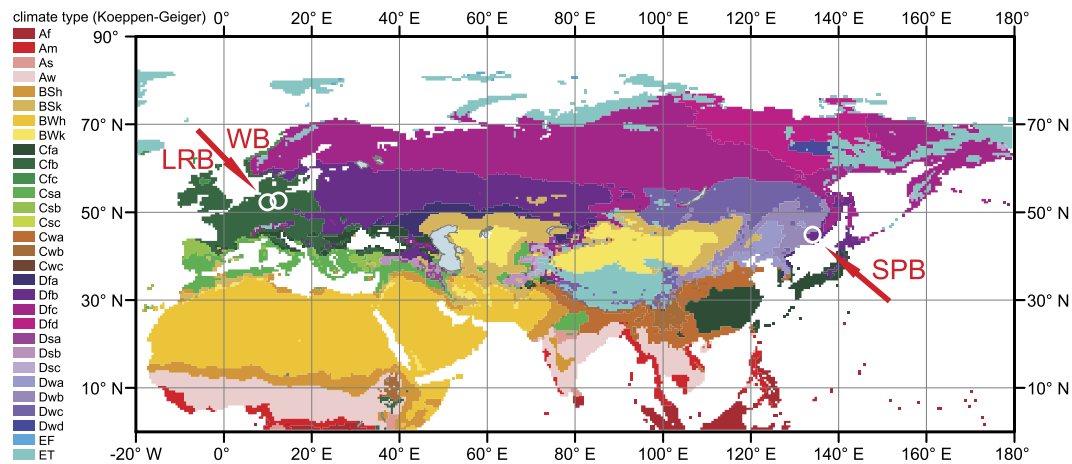 climate type (Koeppen-Geiger) 0° 20° E 40° E 60° E 80° E 100° E 120° E 140° E 160° E 180°
Af
Am
As
Aw
BSh
BSk
BWh
BWk
Cfa
Cfb
Cfc
Csa
Csb
Csc
Cwa
Cwb
Cwc
Dfa
Dfb
Dfc
Dfd
Dsa
Dsb
Dsc
Dwa
Dwb
Dwc
Dwd
EF
ET
90°
70° N
50° N
30° N
10° N
WB
LRB
SPB
70° N
50° N
30° N
10° N
-20° W 0° 20° E 40° E 60° E 80° E 100° E 120° E 140° E 160° E 180°